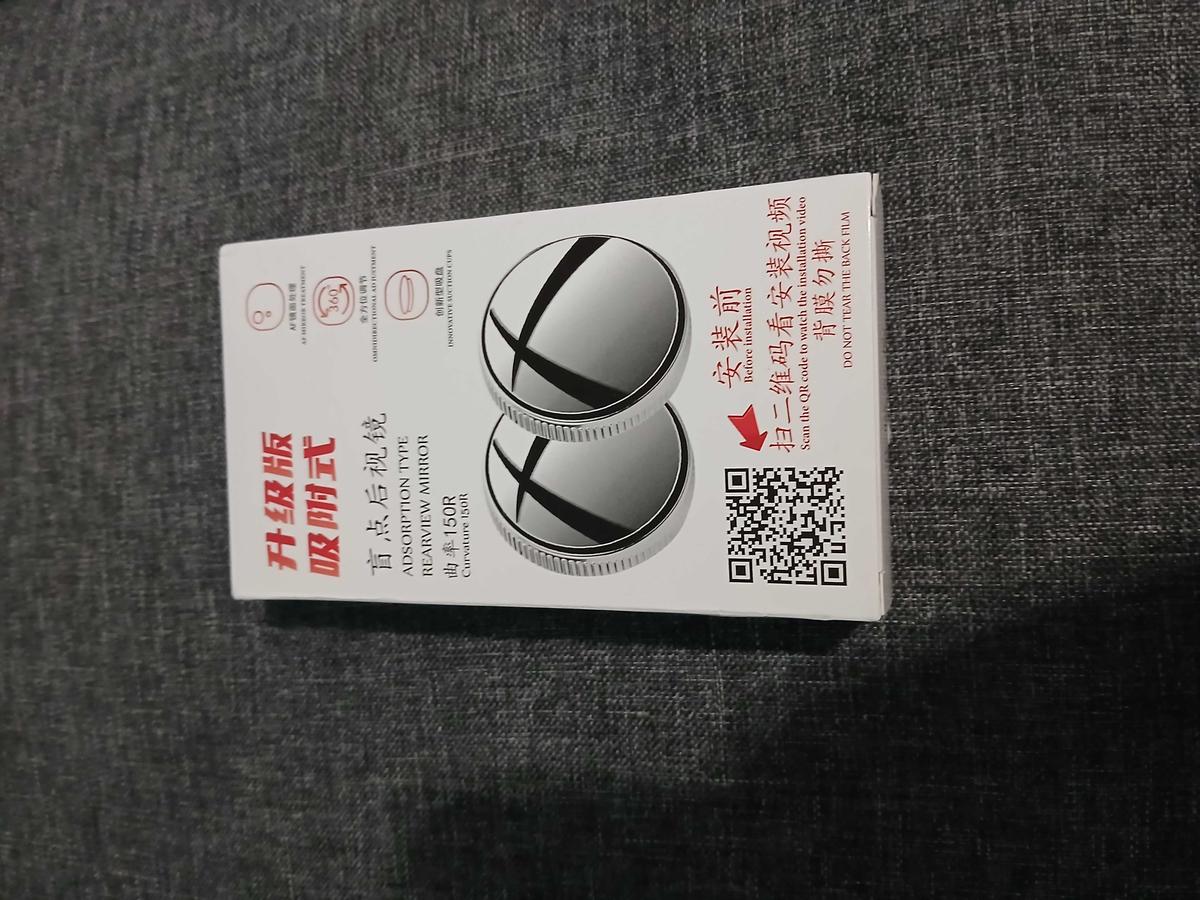 升级版
吸附式
盲点后视镜
ADSORPTION TYPE
REARVIEW MIRROR
曲率150R
Curvature 150R
AF镜面处理
AF MIRROR TREATMENT
360°
全方位调节
OMNIDIRECTIONAL ADJUSTMENT
创新型吸盘
INNOVATIVE SUCTION CUPS
安装前
Before installation
扫二维码看安装视频
Scan the QR code to watch the installation video
背膜勿撕
DO NOT TEAR THE BACK FILM